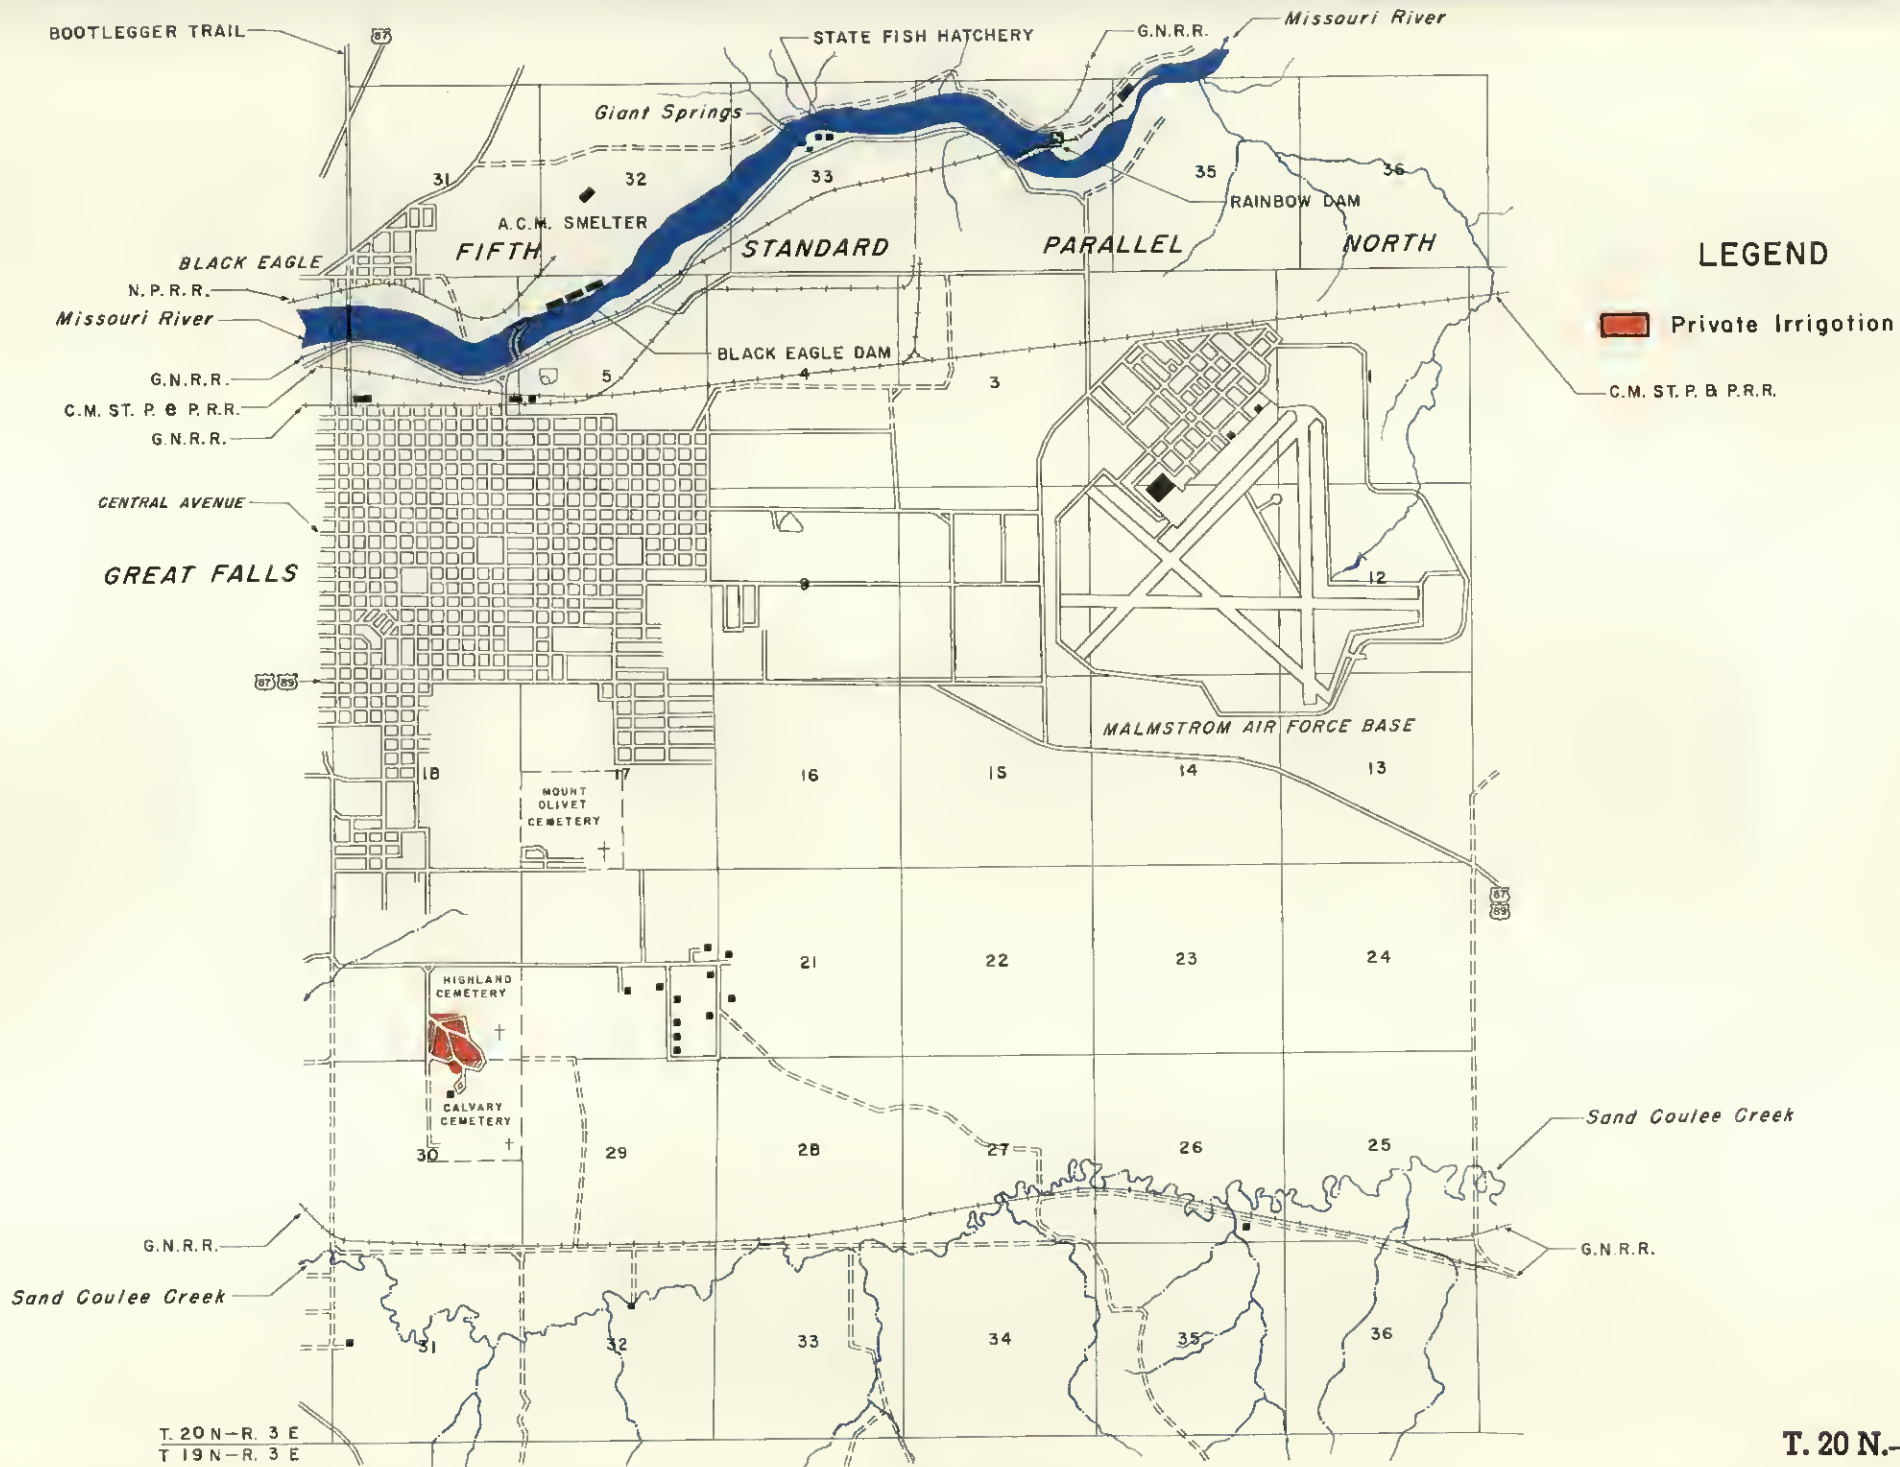 BOOTLEGGER TRAIL
87
STATE FISH HATCHERY
G.N.R.R.
Missouri River
Giant Springs
31
32
33
35
36
A.C.M. SMELTER
RAINBOW DAM
FIFTH STANDARD PARALLEL NORTH
BLACK EAGLE
N.P.R.R.
Missouri River
BLACK EAGLE DAM
G.N.R.R.
C.M. ST. P. e P.R.R.
G.N.R.R.
5
4
3
1
LEGEND
Private Irrigation
C.M. ST. P. & P.R.R.
CENTRAL AVENUE
GREAT FALLS
9
12
87 89
MALMSTROM AIR FORCE BASE
18
17
16
15
14
13
MOUNT
OLIVET
CEMETERY
87
89
21
22
23
24
HIGHLAND
CEMETERY
CALVARY
CEMETERY
30
29
28
27
26
25
Sand Coulee Creek
G.N.R.R.
G.N.R.R.
Sand Coulee Creek
31
32
33
34
35
36
T. 20 N-R. 3 E
T 19 N-R. 3 E
T. 20 N.-